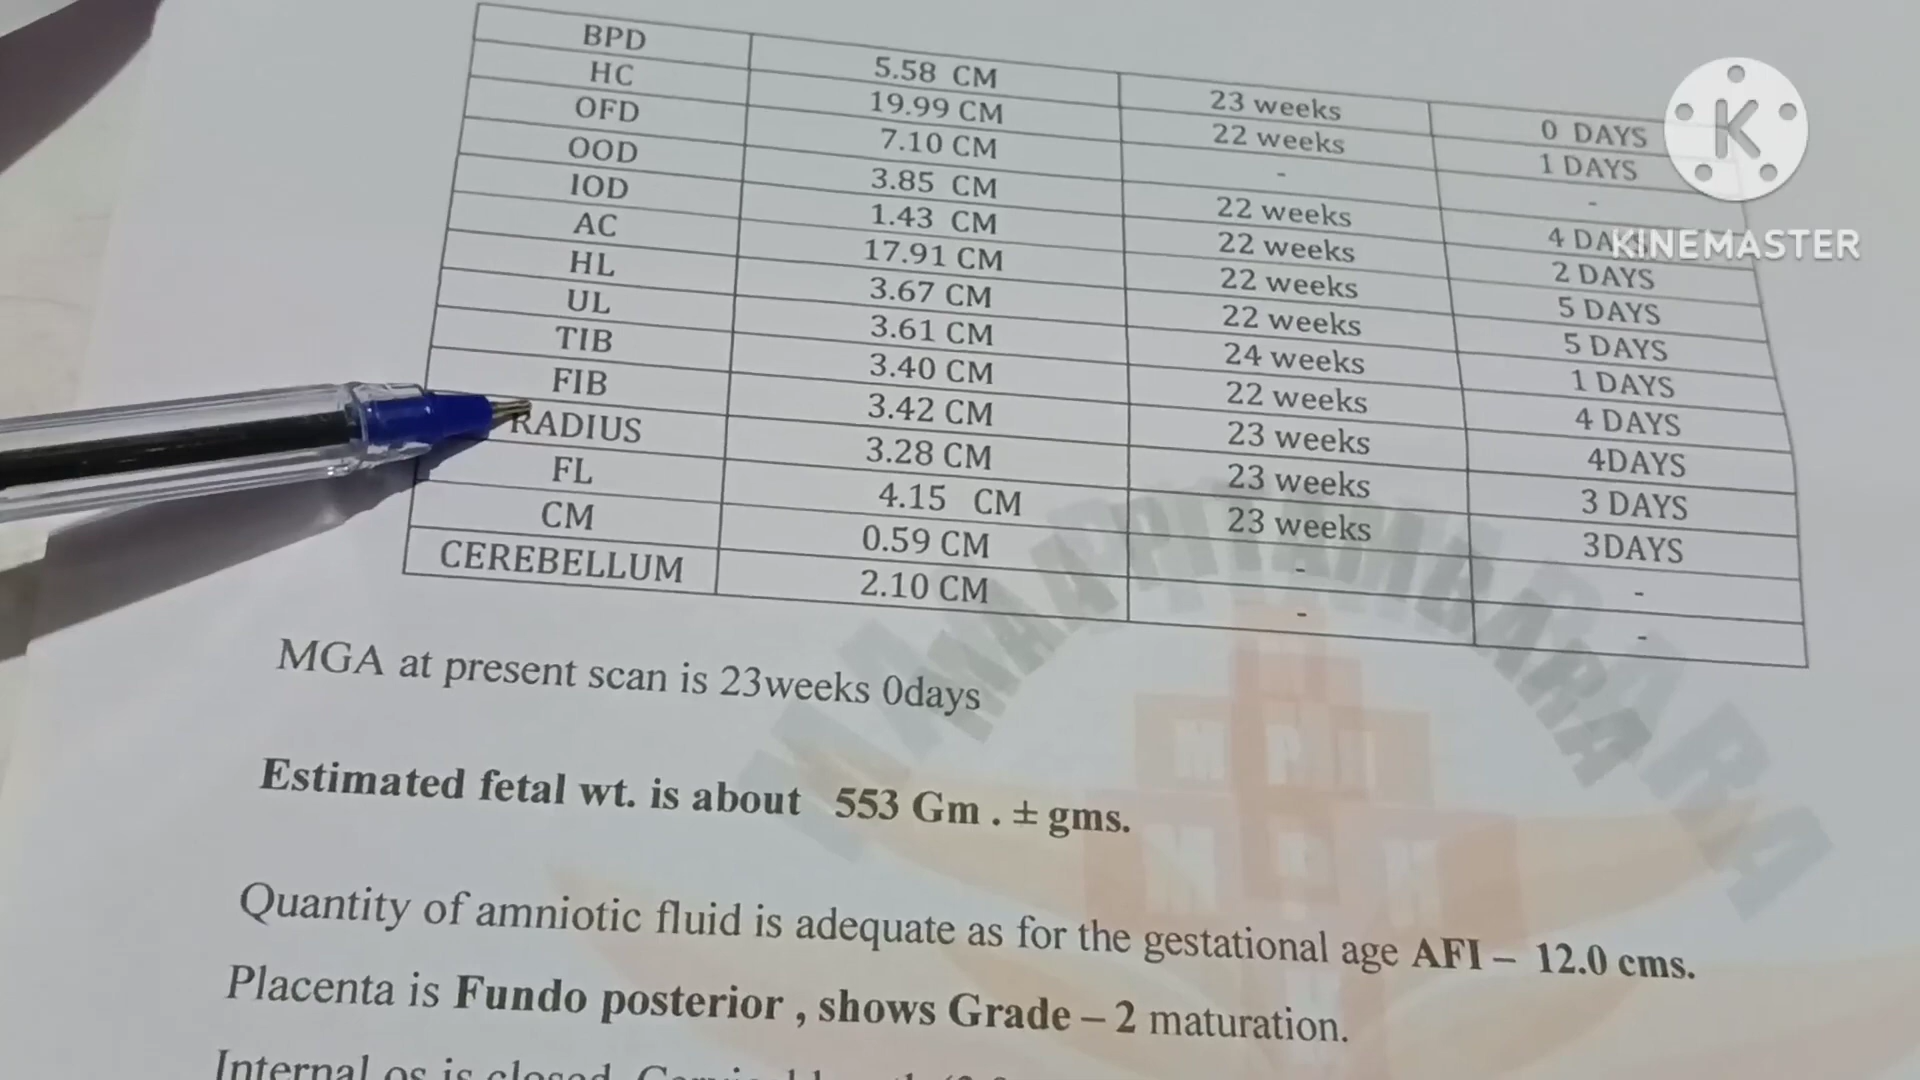 BPD 5.58 CM 23 weeks 0 DAYS
HC 19.99 CM 22 weeks 1 DAYS
OFD 7.10 CM - -
OOD 3.85 CM 22 weeks 4 DAYS
IOD 1.43 CM 22 weeks 2 DAYS
AC 17.91 CM 22 weeks 5 DAYS
HL 3.67 CM 22 weeks 5 DAYS
UL 3.61 CM 24 weeks 1 DAYS
TIB 3.40 CM 22 weeks 4 DAYS
FIB 3.42 CM 23 weeks 4DAYS
RADIUS 3.28 CM 23 weeks 3 DAYS
FL 4.15 CM 23 weeks 3DAYS
CM 0.59 CM - -
CEREBELLUM 2.10 CM - -
MGA at present scan is 23weeks 0days
Estimated fetal wt. is about 553 Gm . ± gms.
Quantity of amniotic fluid is adequate as for the gestational age AFI – 12.0 cms.
Placenta is Fundo posterior , shows Grade – 2 maturation.
Internal os is closed.
K
KINEMASTER
MAA PITAMBARA